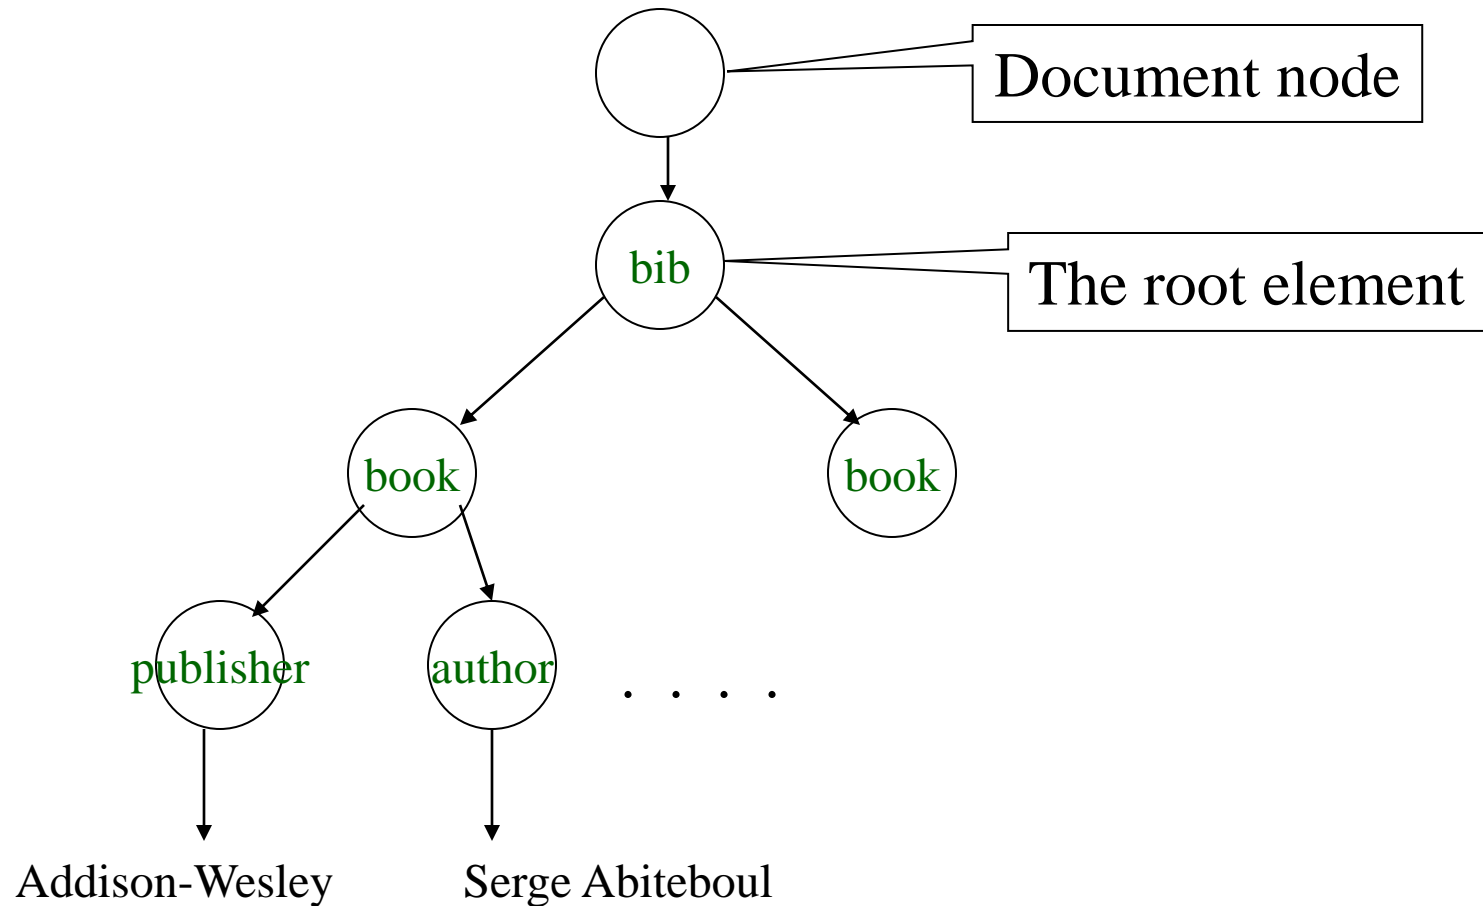 Document node
bib
The root element
book
book
publisher
author
. . . .
Addison-Wesley
Serge Abiteboul